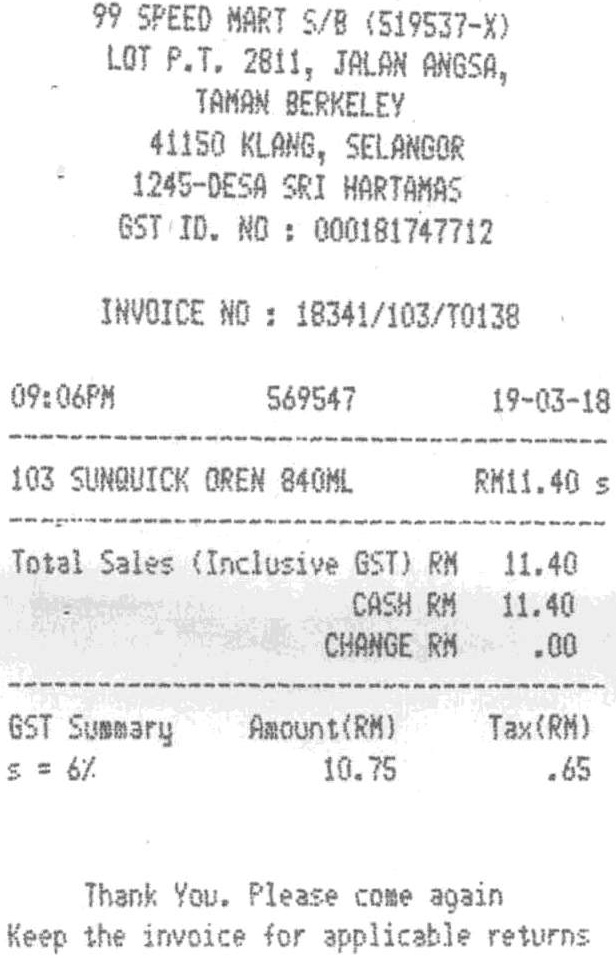 99 SPEED MART S/B (519537-X)
LOT P.T. 2811, JALAN ANGSA,
TAMAN BERKELEY
41150 KLANG, SELANGOR
1245-DESA SRI HARTAMAS
GST ID. NO : 000181747712
INVOICE NO : 18341/103/T0138
09:06PM 569547 19-03-18
103 SUNQUICK OREN 840ML RM11.40 s
Total Sales (Inclusive GST) RM 11.40
CASH RM 11.40
CHANGE RM .00
GST Summary Amount(RM) Tax(RM)
s = 6% 10.75 .65
Thank You. Please come again
Keep the invoice for applicable returns